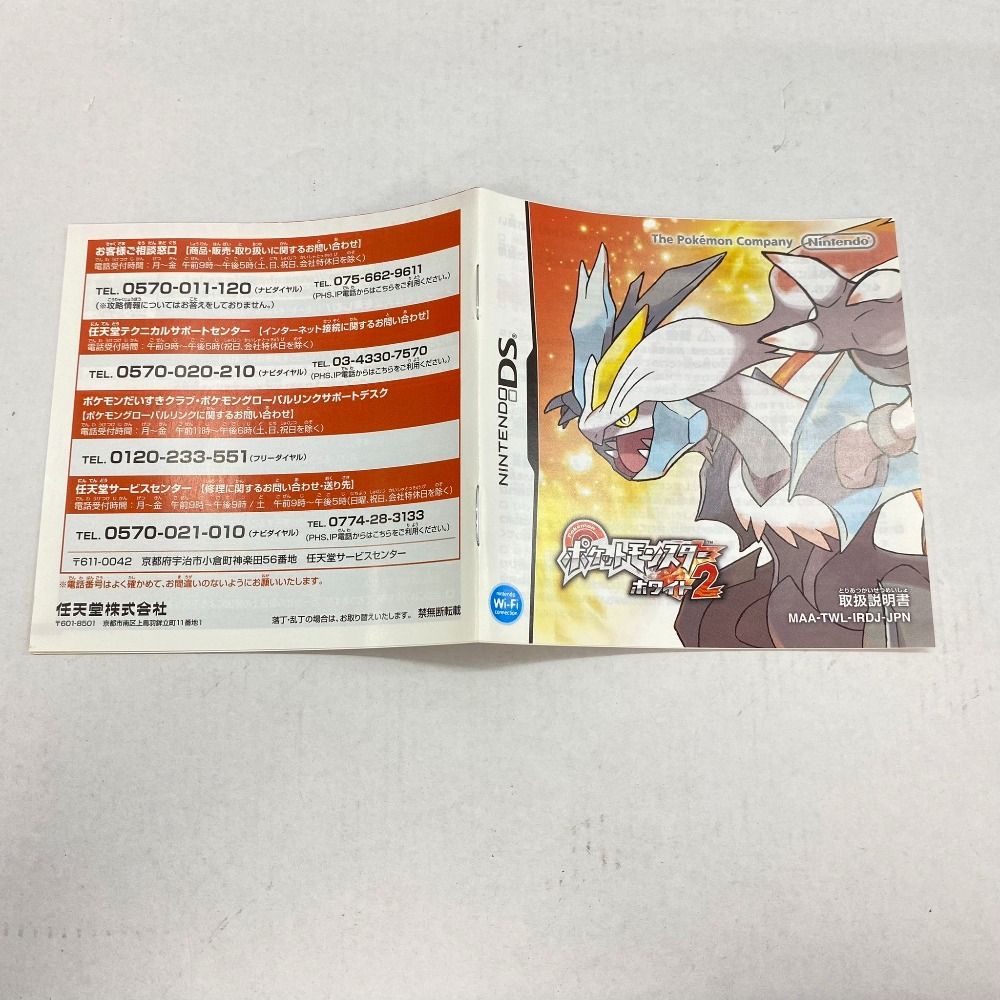 お客様ご相談窓口 【商品・販売・取り扱いに関するお問い合わせ】
電話受付時間：月〜金 午前9時〜午後5時(土、日、祝日、会社特休日を除く)
TEL. 0570-011-120 (ナビダイヤル) TEL. 075-662-9611
(※攻略情報についてはお答えをしておりません。) (PHS、IP電話からはこちらをご利用ください。)
任天堂テクニカルサポートセンター 【インターネット接続に関するお問い合わせ】
電話受付時間：午前9時〜午後5時(祝日、会社特休日を除く)
TEL. 0570-020-210 (ナビダイヤル) TEL. 03-4330-7570
(PHS、IP電話からはこちらをご利用ください。)
ポケモンだいすきクラブ・ポケモングローバルリンクサポートデスク
【ポケモングローバルリンクに関するお問い合わせ】
電話受付時間：月〜金 午前11時〜午後6時(土、日、祝日を除く)
TEL. 0120-233-551 (フリーダイヤル)
任天堂サービスセンター 【修理に関するお問い合わせ・送り先】
電話受付時間：月〜金 午前9時〜午後9時/土 午前9時〜午後5時(日曜、祝日、会社特休日を除く)
TEL. 0570-021-010 (ナビダイヤル) TEL. 0774-28-3133
(PHS、IP電話からはこちらをご利用ください。)
〒611-0042 京都府宇治市小倉町神楽田56番地 任天堂サービスセンター
※電話番号はよく確かめて、お間違いのないようにお願いいたします。
任天堂株式会社
〒601-8501 京都市南区上鳥羽鉾立町11番地1
落丁・乱丁の場合は、お取り替えいたします。 禁無断転載
NINTENDO DS
The Pokémon Company Nintendo
Pokémon
ポケットモンスター™
ホワイト2
nintendo
Wi-Fi
connection
とりあつかいせつめいしょ
取扱説明書
MAA-TWL-IRDJ-JPN